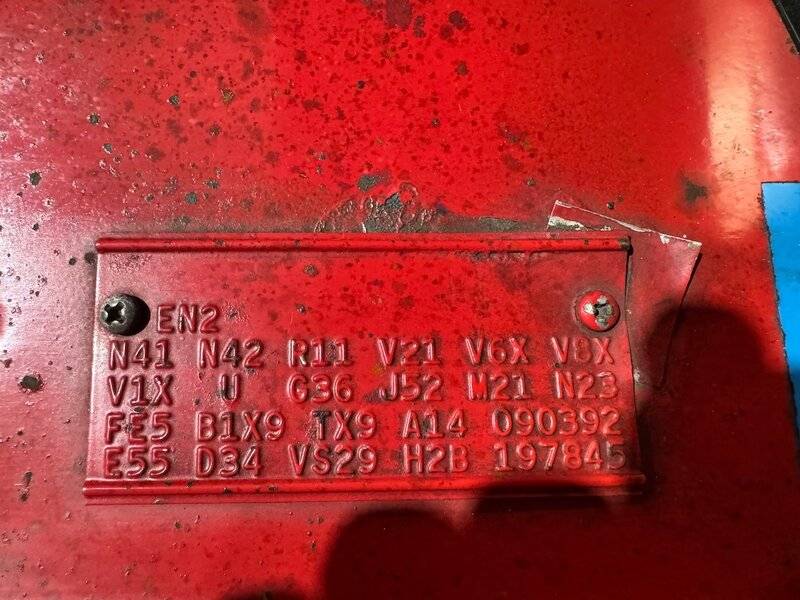 EN2
N41 N42 R11 V21 V6X V8X
V1X U G36 J52 M21 N23
FE5 B1X9 TX9 A14 090392
E55 D34 VS29 H2B 197845